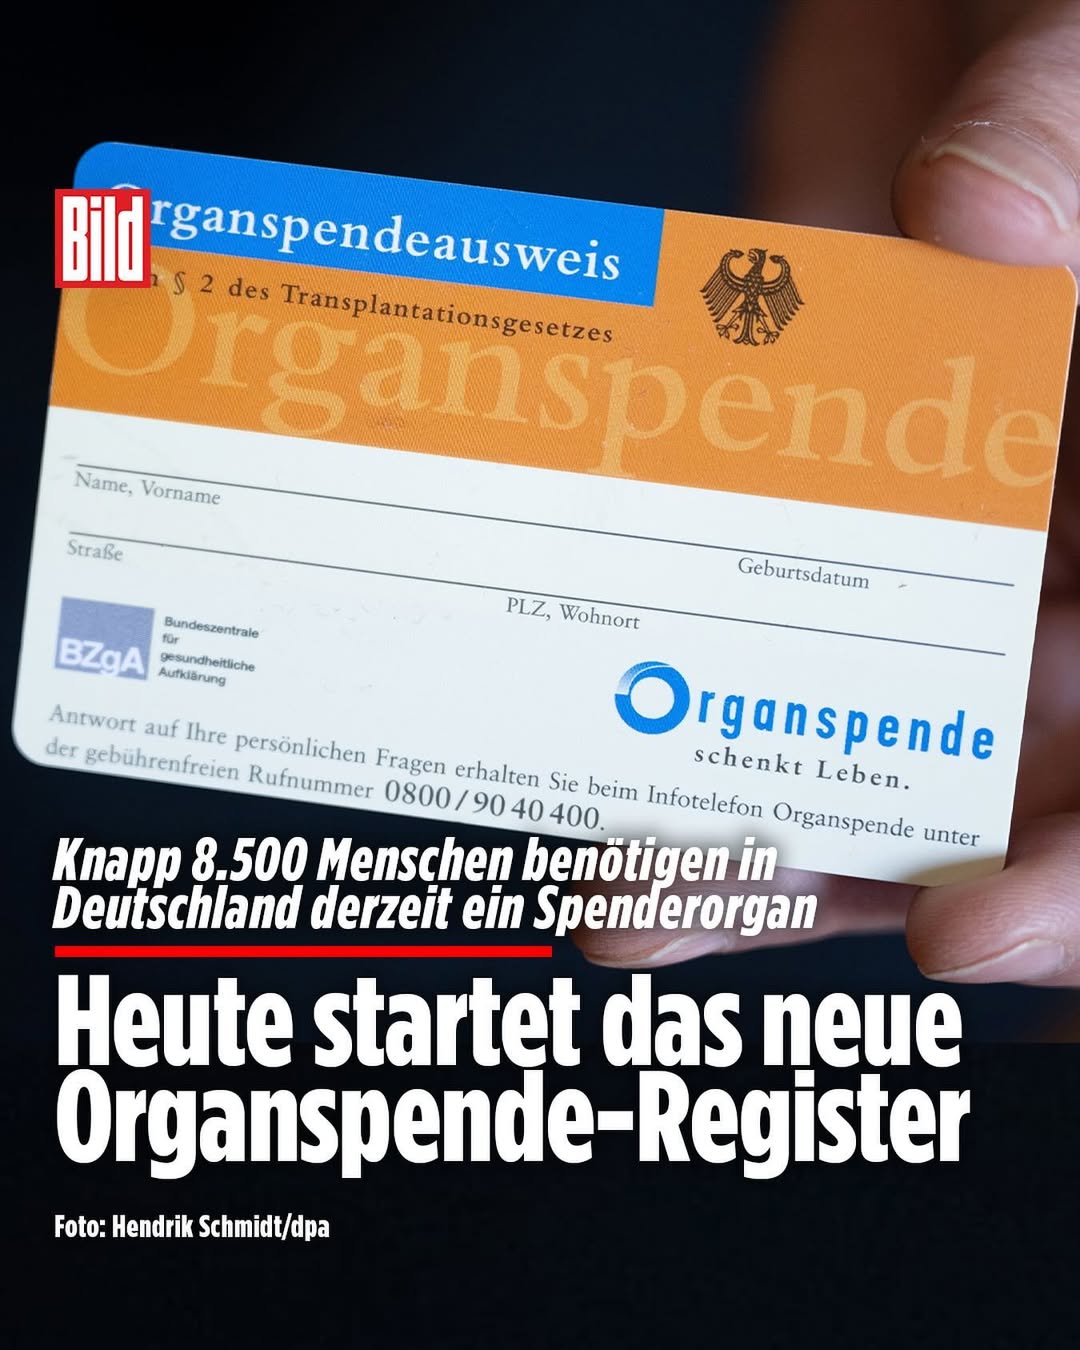 Bild
Organspendeausweis
§ 2 des Transplantationsgesetzes
Organspende
Name, Vorname
Geburtsdatum
Straße
PLZ, Wohnort
BZgA
Bundeszentrale
für
gesundheitliche
Aufklärung
Organspende
schenkt Leben.
Antwort auf Ihre persönlichen Fragen erhalten Sie beim Infotelefon Organspende unter
der gebührenfreien Rufnummer 0800/90 40 400.
Knapp 8.500 Menschen benötigen in
Deutschland derzeit ein Spenderorgan
Heute startet das neue
Organspende-Register
Foto: Hendrik Schmidt/dpa